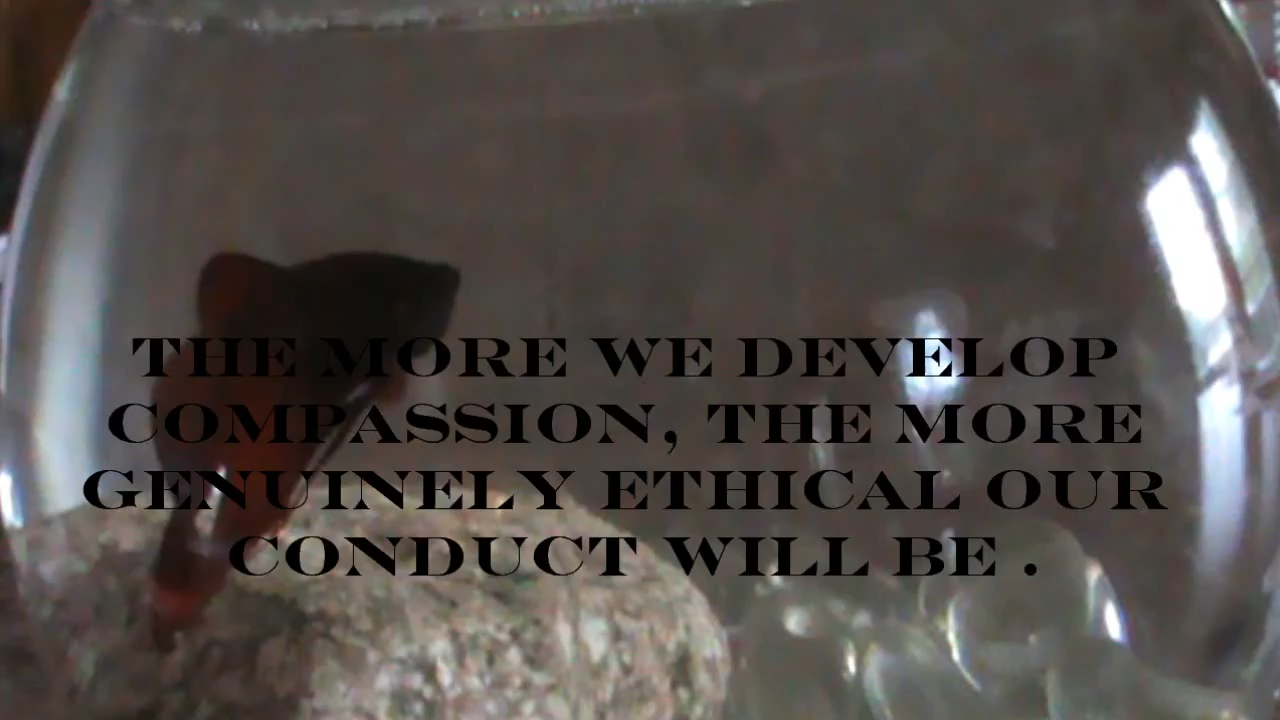 THE MORE WE DEVELOP
COMPASSION, THE MORE
GENUINELY ETHICAL OUR
CONDUCT WILL BE .